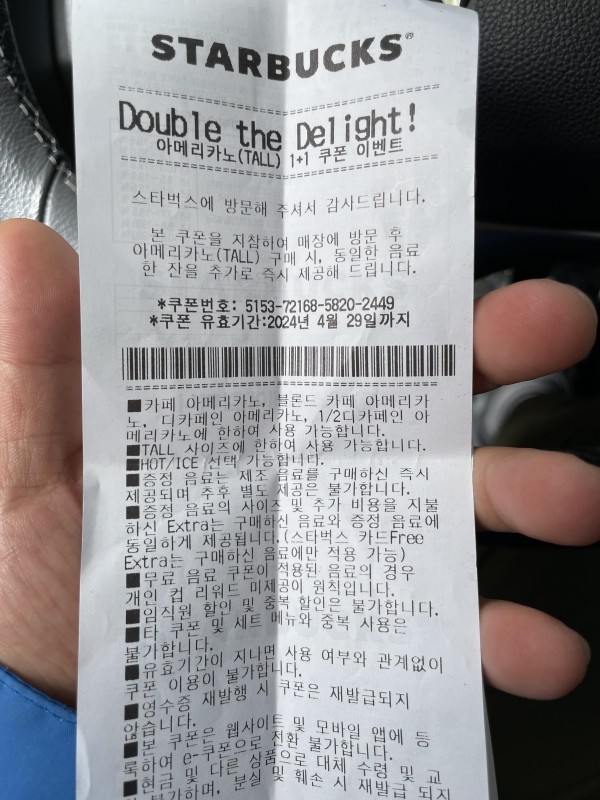 STARBUCKS®
Double the Delight!
아메리카노(TALL) 1+1 쿠폰 이벤트
스타벅스에 방문해 주셔서 감사드립니다.
본 쿠폰을 지참하여 매장에 방문 후
아메리카노(TALL) 구매 시, 동일한 음료
한 잔을 추가로 즉시 제공해 드립니다.
*쿠폰번호: 5153-72168-5820-2449
*쿠폰 유효기간:2024년 4월 29일까지
■카페 아메리카노, 블론드 카페 아메리카
노, 디카페인 아메리카노, 1/2디카페인 아
메리카노에 한하여 사용 가능합니다.
■TALL 사이즈에 한하여 사용 가능합니다.
■HOT/ICE 선택 가능합니다.
■증정 음료는 제조 음료를 구매하신 즉시
제공되며 추후 별도 제공은 불가합니다.
■증정 음료의 사이즈 및 추가 비용을 지불
하신 Extra는 구매하신 음료와 증정 음료에
동일하게 제공됩니다.(스타벅스 카드Free
Extra는 구매하신 음료에만 적용 가능)
■무료 음료 쿠폰이 적용된 음료의 경우
개인 컵 리워드 미제공이 원칙입니다.
■임직원 할인 및 중복 할인은 불가합니다.
■타 쿠폰 및 세트 메뉴와 중복 사용은
불가합니다.
■유효기간이 지나면 사용 여부와 관계없이
쿠폰 이용이 불가합니다.
■영수증 재발행 시 쿠폰은 재발급되지
않습니다.
■본 쿠폰은 웹사이트 및 모바일 앱에 등
록하여 e-쿠폰으로 전환 불가합니다.
■현금 및 다른 상품으로 대체 수령 및 교
불가하며, 분실 및 훼손 시 재발급 되지